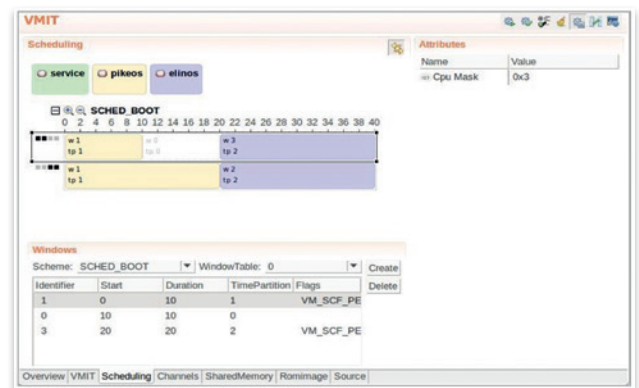 VMIT
Scheduling
service pikeos elinos
SCHED_BOOT
0 2 4 6 8 10 12 14 16 18 20 22 24 26 28 30 32 34 36 38 40
w 1 w 0 w 3
tp 1 tp 0 tp 2
w 1 w 2
tp 1 tp 2
Attributes
Name Value
Cpu Mask 0x3
Windows
Scheme: SCHED_BOOT WindowTable: 0 Create
Identifier Start Duration TimePartition Flags Delete
1 0 10 1 VM_SCF_PE
0 10 10 0
3 20 20 2 VM_SCF_PE
Overview VMIT Scheduling Channels SharedMemory Romimage Source